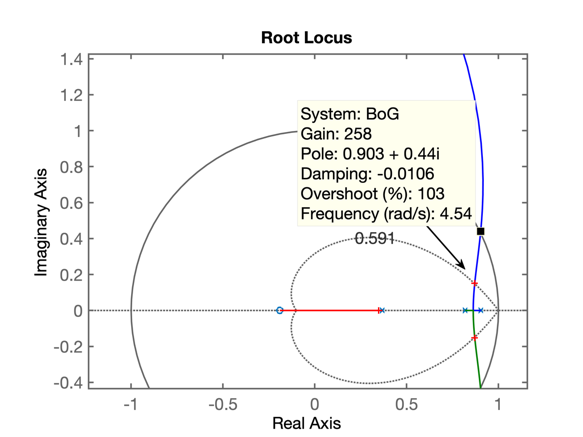 Root Locus
1.4
1.2
1
0.8
0.6
0.4
0.2
0
-0.2
-0.4
Imaginary Axis
System: BoG
Gain: 258
Pole: 0.903 + 0.44i
Damping: -0.0106
Overshoot (%): 103
Frequency (rad/s): 4.54
0.591
-1
-0.5
0
0.5
1
Real Axis